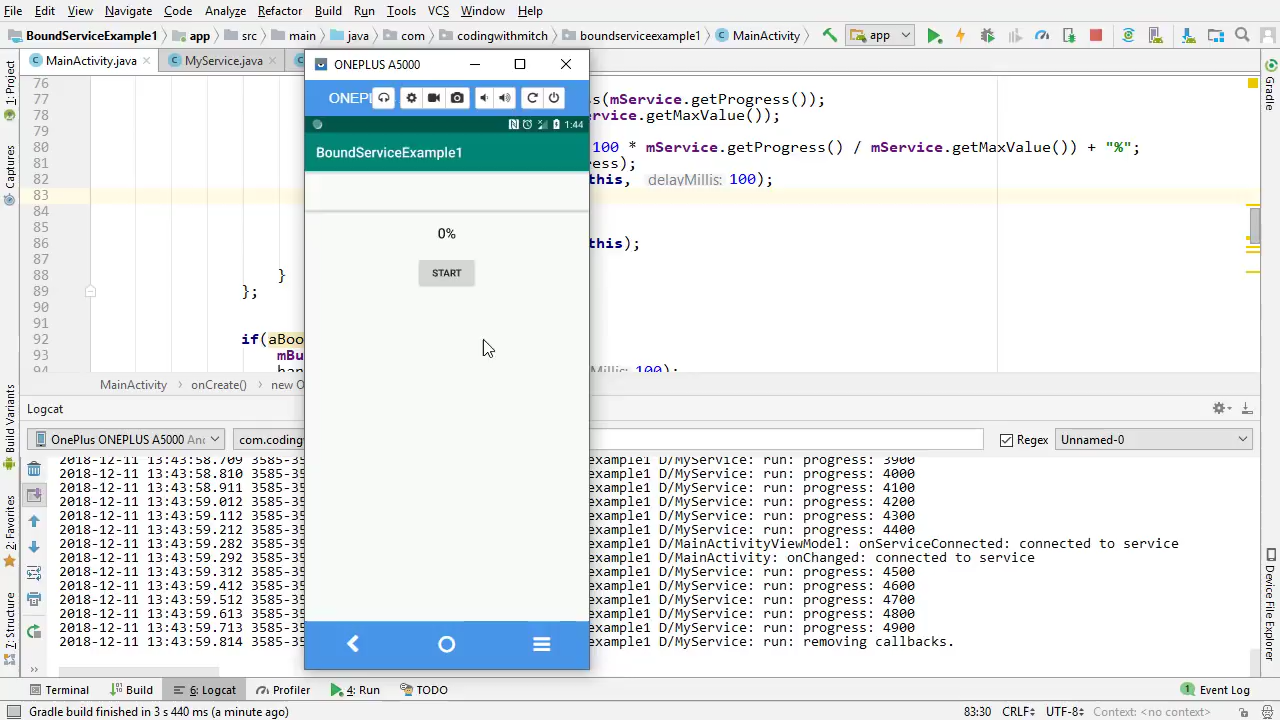 File Edit View Navigate Code Analyze Refactor Build Run Tools VCS Window Help
BoundServiceExample1 app src main java com codingwithmitch boundserviceexample1 MainActivity app
MainActivity.java MyService.java
ONEPLUS A5000
1:44
BoundServiceExample1
0%
START
76
77 s(mService.getProgress());
78 service.getMaxValue());
79
80 100 * mService.getProgress() / mService.getMaxValue()) + "%";
81 ess);
82 this, delayMillis: 100);
83
84
85
86 this);
87
88 }
89 };
90
91
92 if(aBoo
93 mBu
94 han
MainActivity onCreate() new O
Logcat
OnePlus ONEPLUS A5000 And com.coding Regex Unnamed-0
2018-12-11 13:43:58.709 3585-35 example1 D/MyService: run: progress: 3900
2018-12-11 13:43:58.810 3585-35 example1 D/MyService: run: progress: 4000
2018-12-11 13:43:58.911 3585-35 example1 D/MyService: run: progress: 4100
2018-12-11 13:43:59.012 3585-35 example1 D/MyService: run: progress: 4200
2018-12-11 13:43:59.112 3585-35 example1 D/MyService: run: progress: 4300
2018-12-11 13:43:59.212 3585-35 example1 D/MyService: run: progress: 4400
2018-12-11 13:43:59.282 3585-35 example1 D/MainActivityViewModel: onServiceConnected: connected to service
2018-12-11 13:43:59.292 3585-35 example1 D/MainActivity: onChanged: connected to service
2018-12-11 13:43:59.312 3585-35 example1 D/MyService: run: progress: 4500
2018-12-11 13:43:59.412 3585-35 example1 D/MyService: run: progress: 4600
2018-12-11 13:43:59.512 3585-35 example1 D/MyService: run: progress: 4700
2018-12-11 13:43:59.613 3585-35 example1 D/MyService: run: progress: 4800
2018-12-11 13:43:59.713 3585-35 example1 D/MyService: run: progress: 4900
2018-12-11 13:43:59.814 3585-35 example1 D/MyService: run: removing callbacks.
1: Project
Captures
Build Variants
2: Favorites
7: Structure
Gradle
Device File Explorer
Terminal Build 6: Logcat Profiler 4: Run TODO 1 Event Log
Gradle build finished in 3 s 440 ms (a minute ago) 83:30 CRLF UTF-8 Context: <no context>